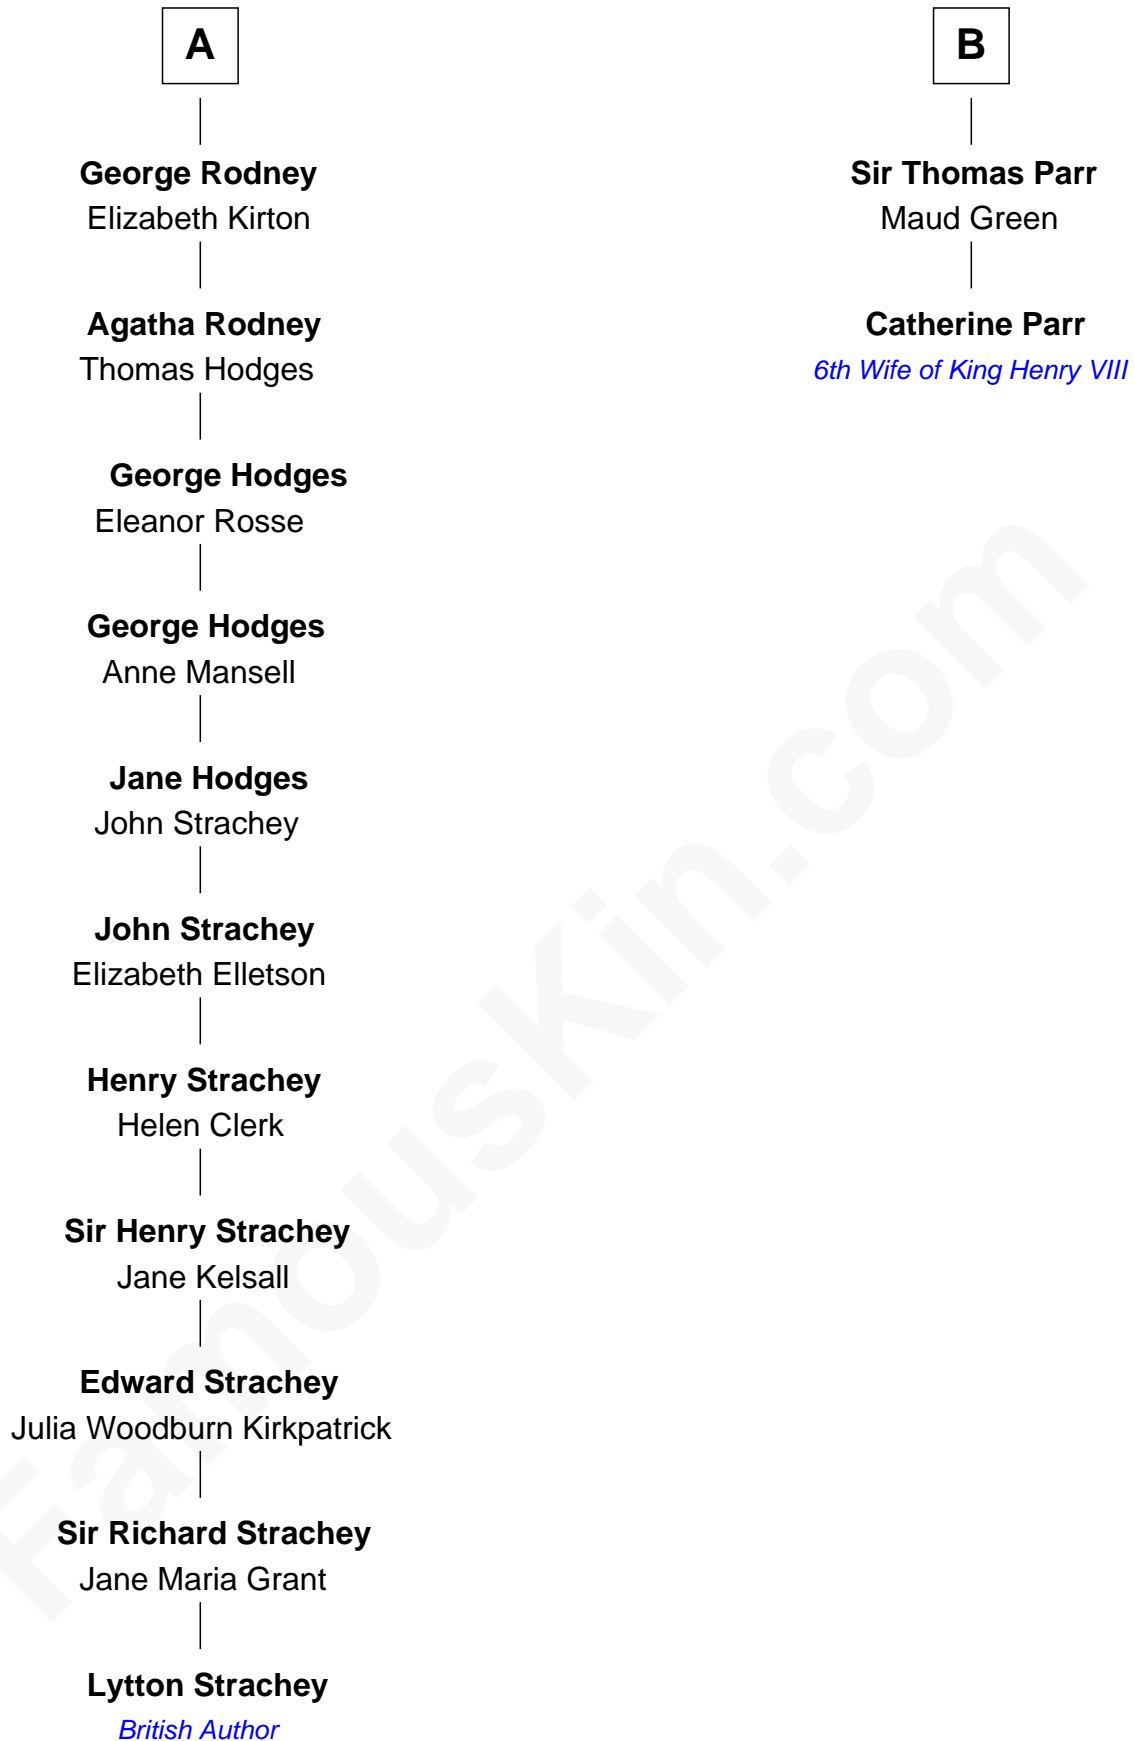 A
George Rodney
Elizabeth Kirton
Agatha Rodney
Thomas Hodges
George Hodges
Eleanor Rosse
George Hodges
Anne Mansell
Jane Hodges
John Strachey
John Strachey
Elizabeth Elletson
Henry Strachey
Helen Clerk
Sir Henry Strachey
Jane Kelsall
Edward Strachey
Julia Woodburn Kirkpatrick
Sir Richard Strachey
Jane Maria Grant
Lytton Strachey
British Author
B
Sir Thomas Parr
Maud Green
Catherine Parr
6th Wife of King Henry VIII
FamousKin.com